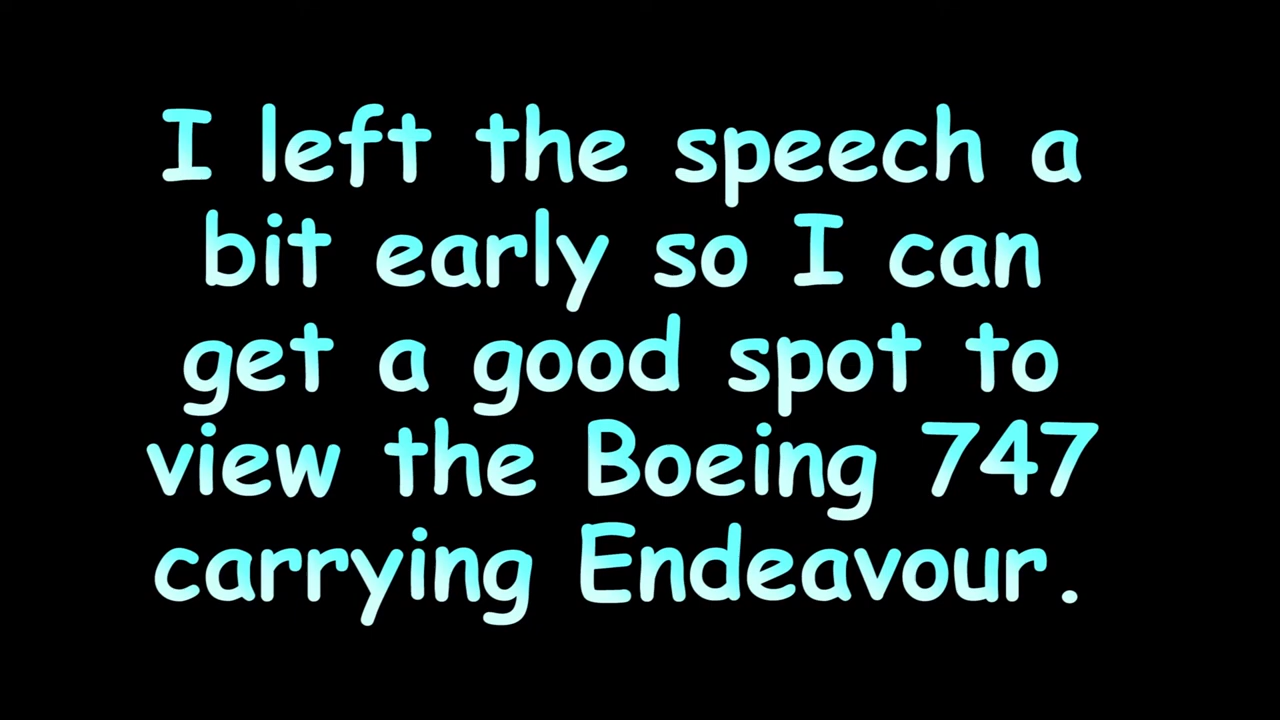 I left the speech a
bit early so I can
get a good spot to
view the Boeing 747
carrying Endeavour.